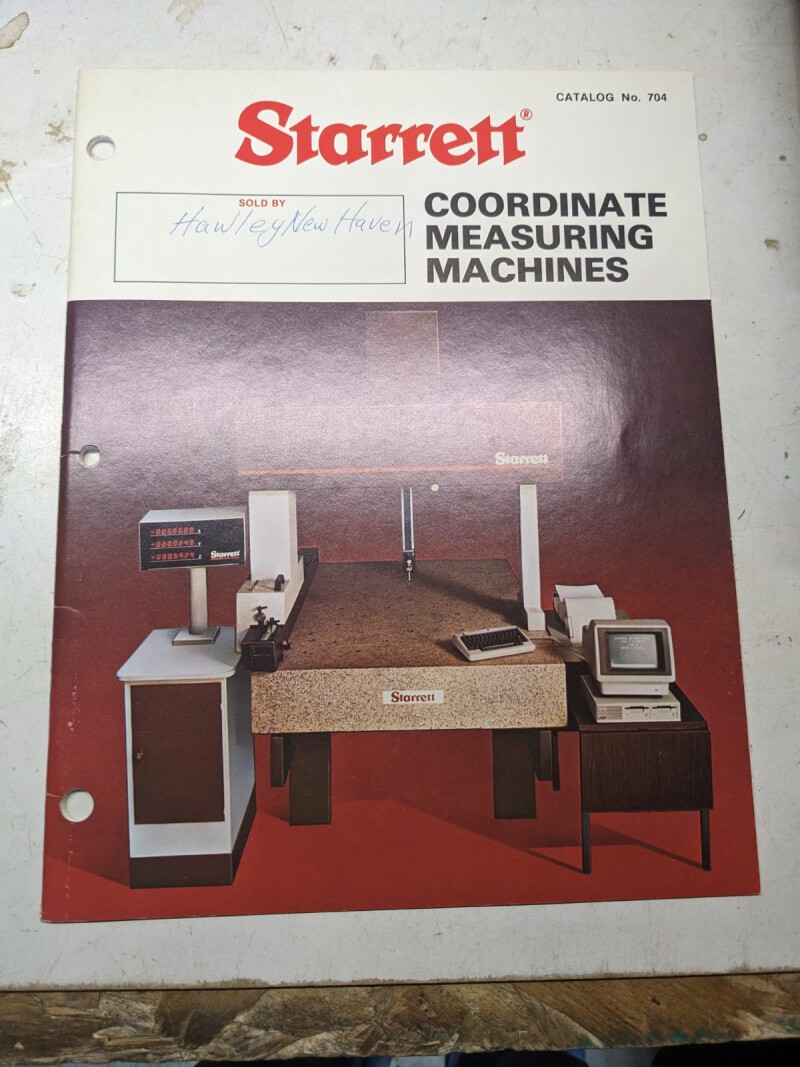 CATALOG No. 704
Starrett®
SOLD BY
Hawley New Haven
COORDINATE
MEASURING
MACHINES
Starrett
Starrett
Starrett